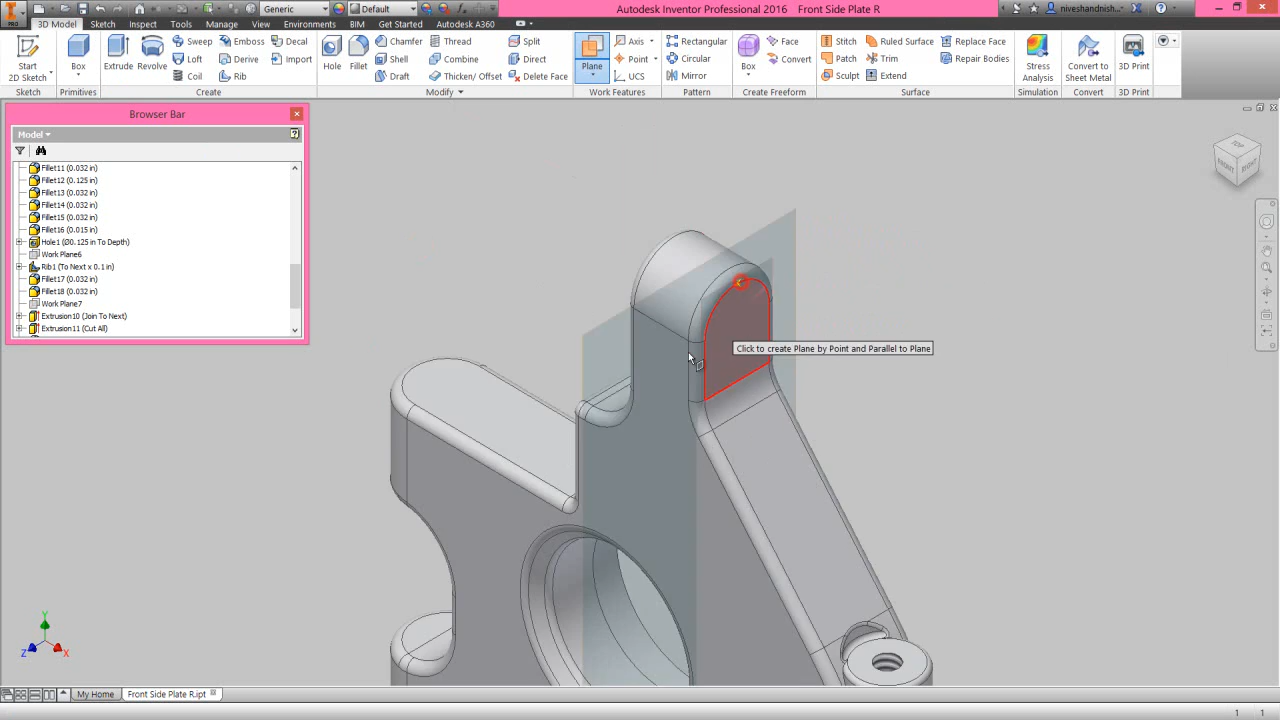 Generic
Default
Autodesk Inventor Professional 2016 Front Side Plate R
niveshandnish...
PRO
3D Model Sketch Inspect Tools Manage View Environments BIM Get Started Autodesk A360
Start
2D Sketch
Box
Extrude
Revolve
Sweep
Loft
Coil
Emboss
Derive
Rib
Decal
Import
Hole
Fillet
Chamfer
Shell
Draft
Thread
Combine
Thicken/ Offset
Split
Direct
Delete Face
Plane
Axis
Point
UCS
Rectangular
Circular
Mirror
Box
Face
Convert
Stitch
Patch
Sculpt
Ruled Surface
Trim
Extend
Replace Face
Repair Bodies
Stress
Analysis
Convert to
Sheet Metal
3D Print
Sketch
Primitives
Create
Modify
Work Features
Pattern
Create Freeform
Surface
Simulation
Convert
3D Print
Browser Bar
Model
Fillet11 (0.032 in)
Fillet12 (0.125 in)
Fillet13 (0.032 in)
Fillet14 (0.032 in)
Fillet15 (0.032 in)
Fillet16 (0.015 in)
Hole1 (Ø0.125 in To Depth)
Work Plane6
Rib1 (To Next x 0.1 in)
Fillet17 (0.032 in)
Fillet18 (0.032 in)
Work Plane7
Extrusion10 (Join To Next)
Extrusion11 (Cut All)
TOP
FRONT
RIGHT
Click to create Plane by Point and Parallel to Plane
Y
Z
X
My Home
Front Side Plate R.ipt
1 1